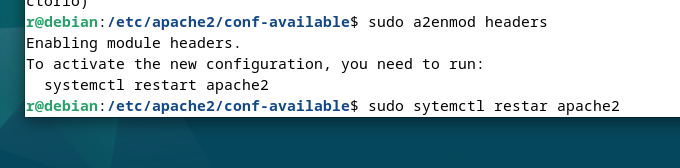 ctorio)
r@debian:/etc/apache2/conf-available$ sudo a2enmod headers
Enabling module headers.
To activate the new configuration, you need to run:
  systemctl restart apache2
r@debian:/etc/apache2/conf-available$ sudo sytemctl restar apache2